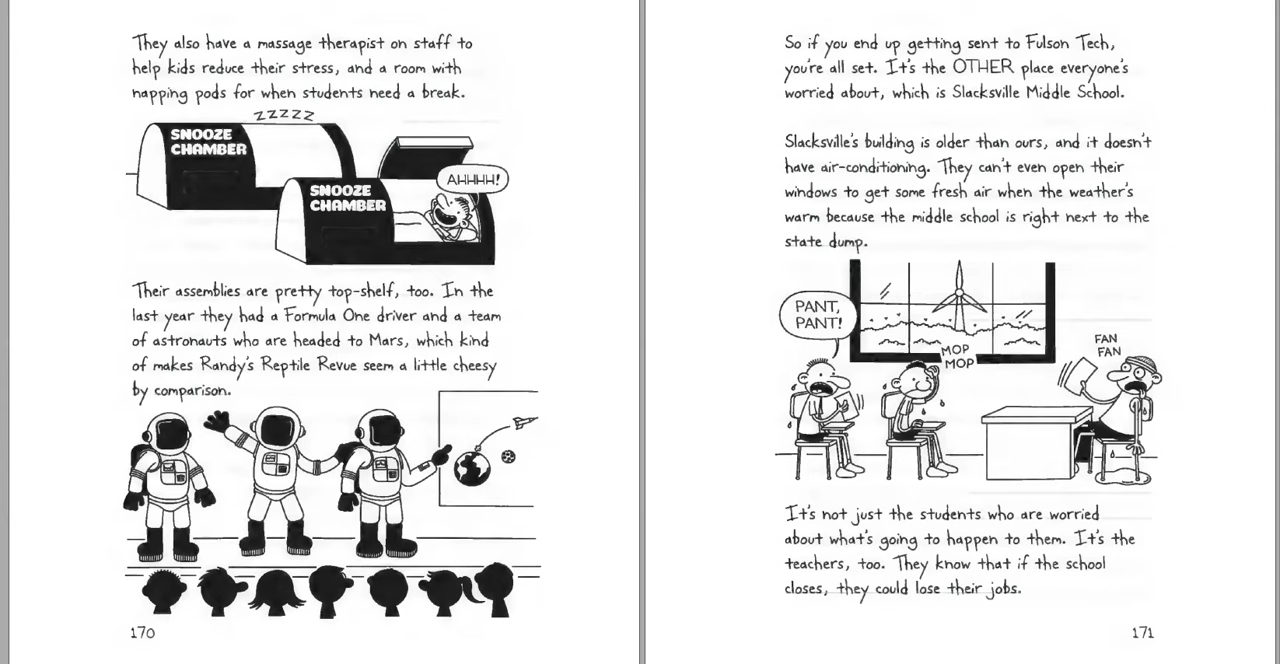 They also have a massage therapist on staff to
help kids reduce their stress, and a room with
napping pods for when students need a break.
ZZZZZ
SNOOZE
CHAMBER
AHHHH!
SNOOZE
CHAMBER
Their assemblies are pretty top-shelf, too. In the
last year they had a Formula One driver and a team
of astronauts who are headed to Mars, which kind
of makes Randy's Reptile Revue seem a little cheesy
by comparison.
170
So if you end up getting sent to Fulson Tech,
you're all set. It's the OTHER place everyone's
worried about, which is Slacksville Middle School.
Slacksville's building is older than ours, and it doesn't
have air-conditioning. They can't even open their
windows to get some fresh air when the weather's
warm because the middle school is right next to the
state dump.
PANT,
PANT!
MOP
MOP
FAN
FAN
It's not just the students who are worried
about what's going to happen to them. It's the
teachers, too. They know that if the school
closes, they could lose their jobs.
171